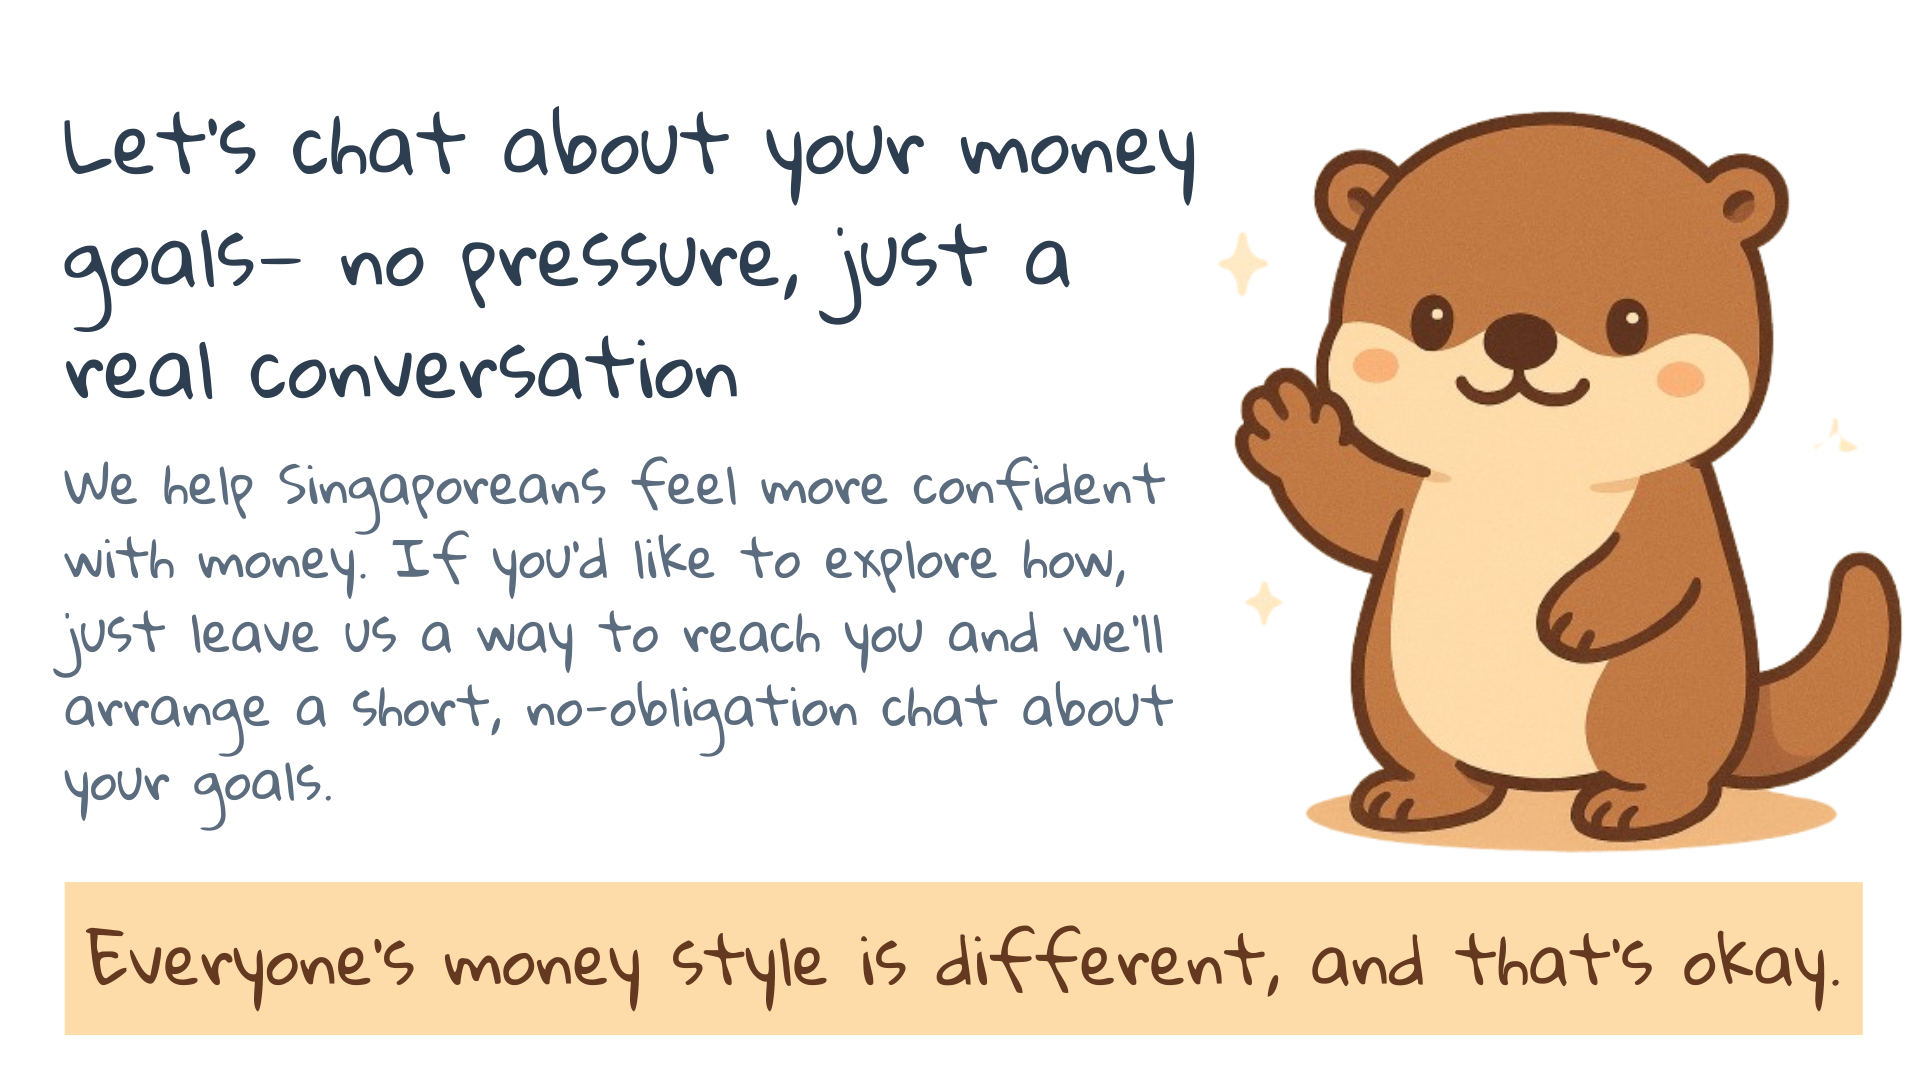 Let's chat about your money
goals– no pressure, just a
real conversation
We help Singaporeans feel more confident
with money. If you'd like to explore how,
just leave us a way to reach you and we'll
arrange a short, no-obligation chat about
your goals.
Everyone's money style is different, and that's okay.